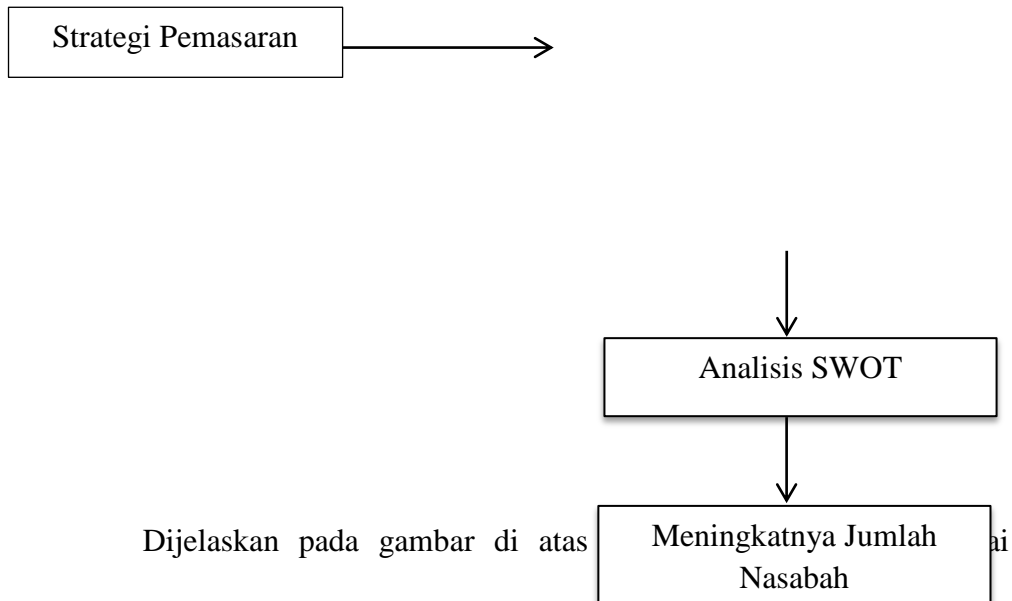 Strategi Pemasaran
Analisis SWOT
Dijelaskan pada gambar di atas
Meningkatnya Jumlah
Nasabah